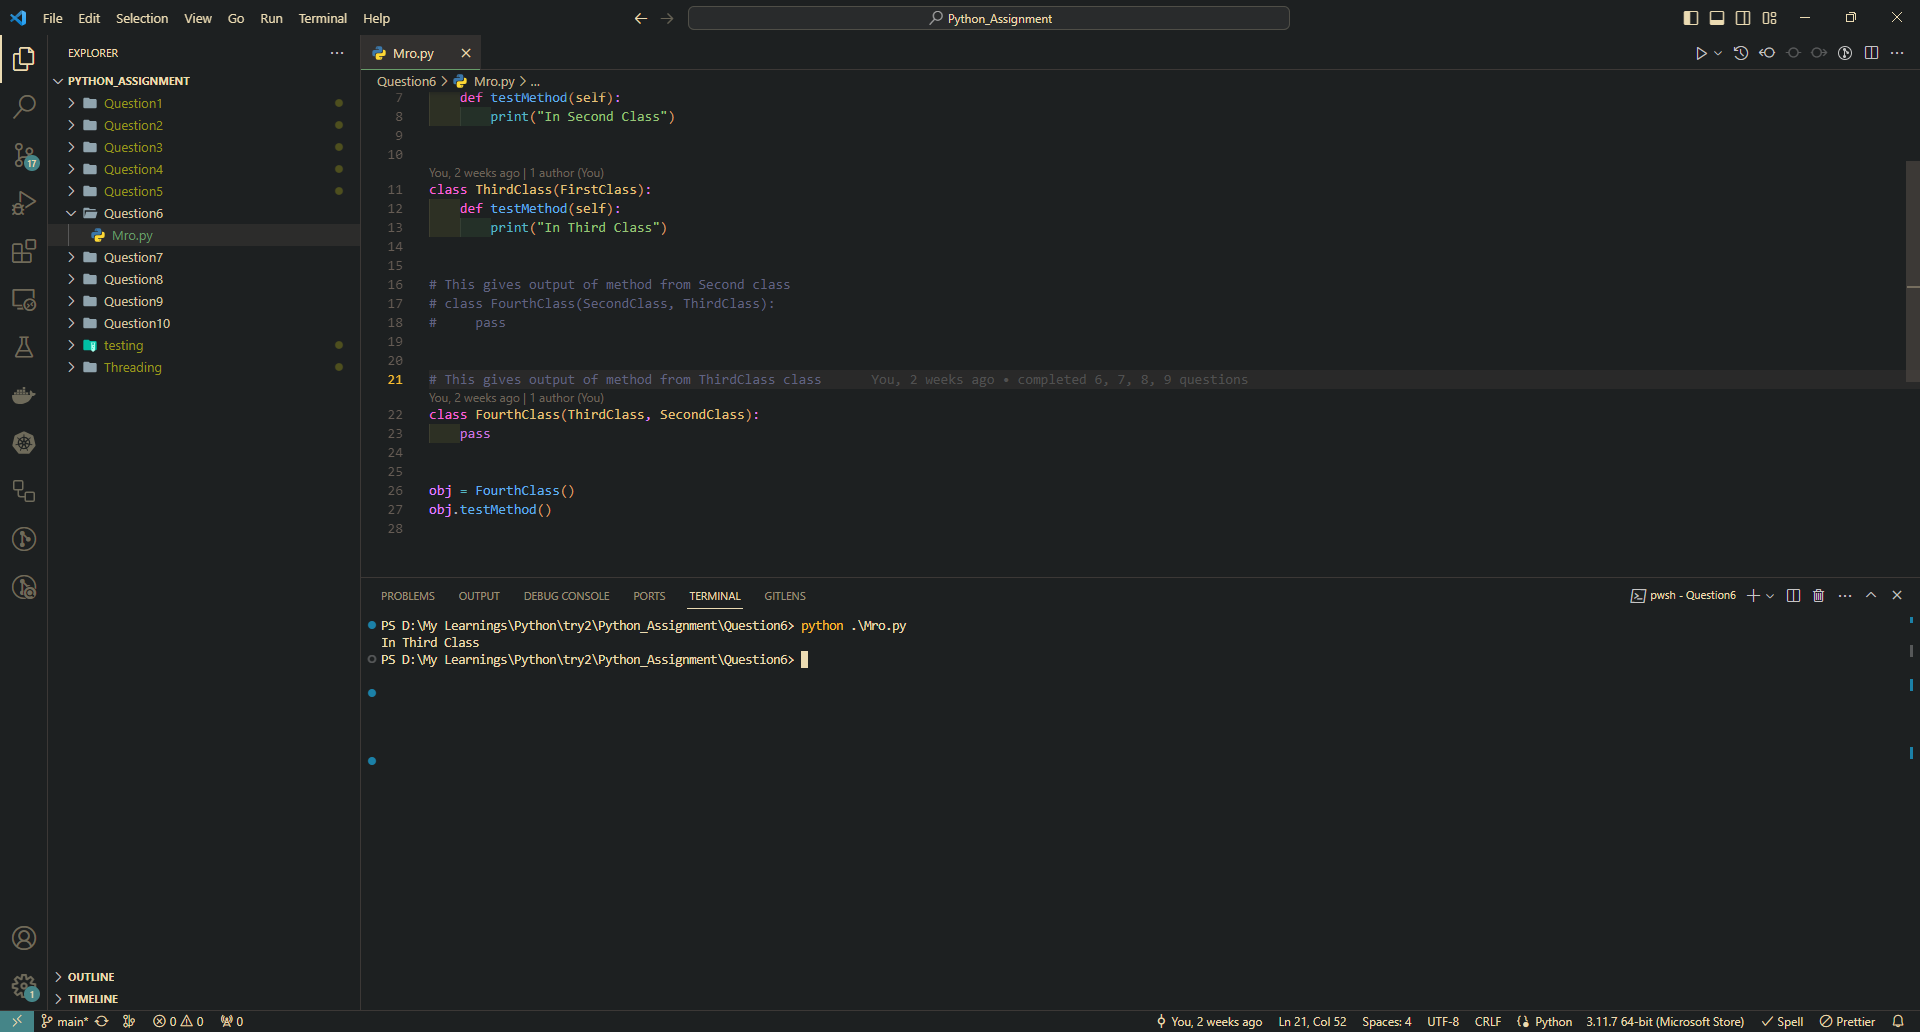 File Edit Selection View Go Run Terminal Help
Python_Assignment
EXPLORER
PYTHON_ASSIGNMENT
Question1
Question2
Question3
Question4
Question5
Question6
Mro.py
Question7
Question8
Question9
Question10
testing
Threading
OUTLINE
TIMELINE
17
1
Mro.py
Question6 > Mro.py > ...
7 def testMethod(self):
8 print("In Second Class")
9
10
You, 2 weeks ago | 1 author (You)
11 class ThirdClass(FirstClass):
12 def testMethod(self):
13 print("In Third Class")
14
15
16 # This gives output of method from Second class
17 # class FourthClass(SecondClass, ThirdClass):
18 # pass
19
20
21 # This gives output of method from ThirdClass class You, 2 weeks ago • completed 6, 7, 8, 9 questions
You, 2 weeks ago | 1 author (You)
22 class FourthClass(ThirdClass, SecondClass):
23 pass
24
25
26 obj = FourthClass()
27 obj.testMethod()
28
PROBLEMS OUTPUT DEBUG CONSOLE PORTS TERMINAL GITLENS
pwsh - Question6
PS D:\My Learnings\Python\try2\Python_Assignment\Question6> python .\Mro.py
In Third Class
PS D:\My Learnings\Python\try2\Python_Assignment\Question6>
main* 0 0 0 You, 2 weeks ago Ln 21, Col 52 Spaces: 4 UTF-8 CRLF Python 3.11.7 64-bit (Microsoft Store) Spell Prettier